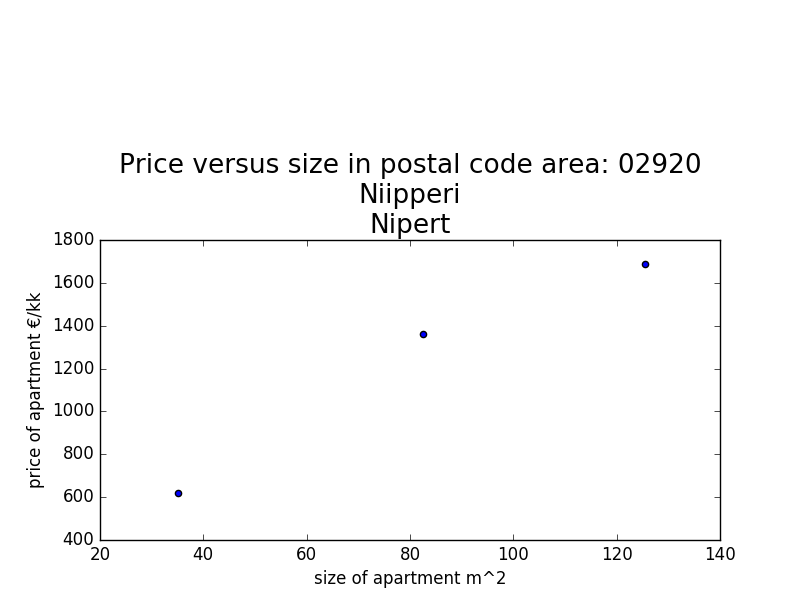 Price versus size in postal code area: 02920
Niipperi
Nipert
1800
1600
1400
1200
1000
800
600
400
price of apartment €/kk
20 40 60 80 100 120 140
size of apartment m^2